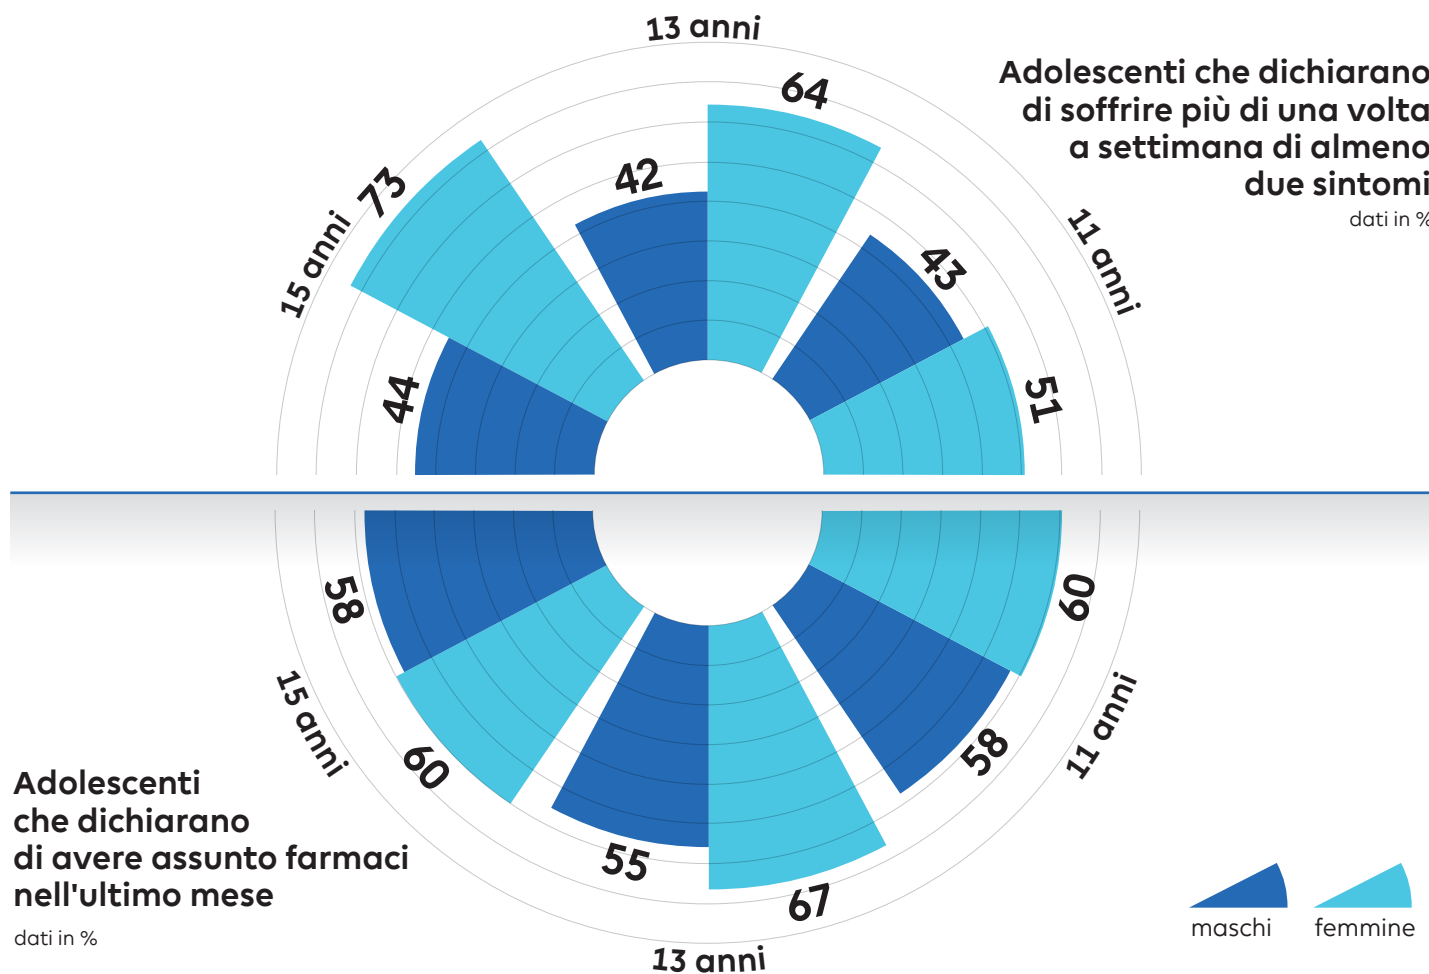 Adolescenti che dichiarano
di soffrire più di una volta
a settimana di almeno
due sintomi
dati in %
15 anni
13 anni
11 anni
44
73
42
64
43
51
58
60
55
67
58
60
15 anni
13 anni
11 anni
Adolescenti
che dichiarano
di avere assunto farmaci
nell'ultimo mese
dati in %
maschi
femmine